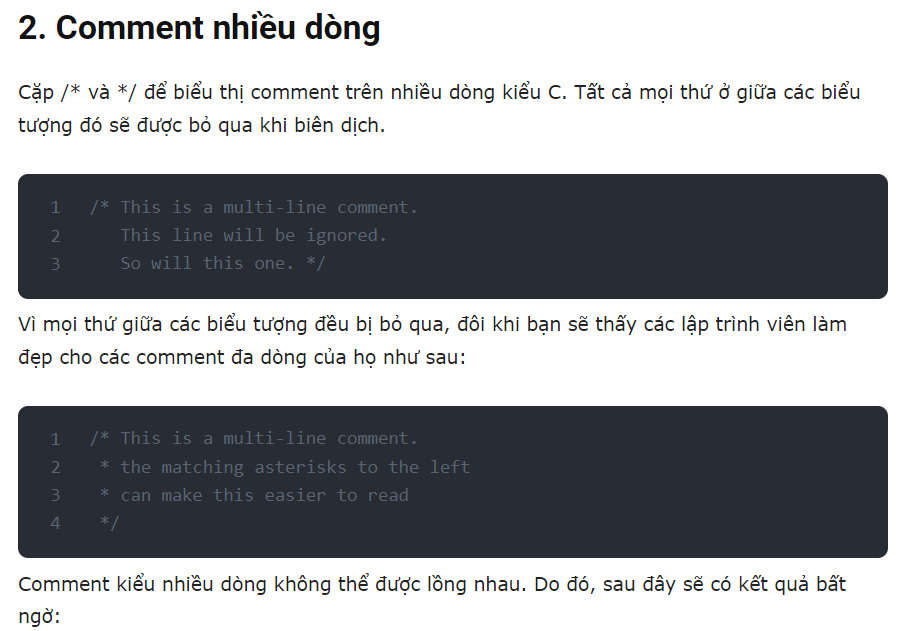 2. Comment nhiều dòng
Cặp /* và */ để biểu thị comment trên nhiều dòng kiểu C. Tất cả mọi thứ ở giữa các biểu
tượng đó sẽ được bỏ qua khi biên dịch.
1 /* This is a multi-line comment.
2    This line will be ignored.
3    So will this one. */
Vì mọi thứ giữa các biểu tượng đều bị bỏ qua, đôi khi bạn sẽ thấy các lập trình viên làm
đẹp cho các comment đa dòng của họ như sau:
1 /* This is a multi-line comment.
2  * the matching asterisks to the left
3  * can make this easier to read
4  */
Comment kiểu nhiều dòng không thể được lồng nhau. Do đó, sau đây sẽ có kết quả bất
ngờ: